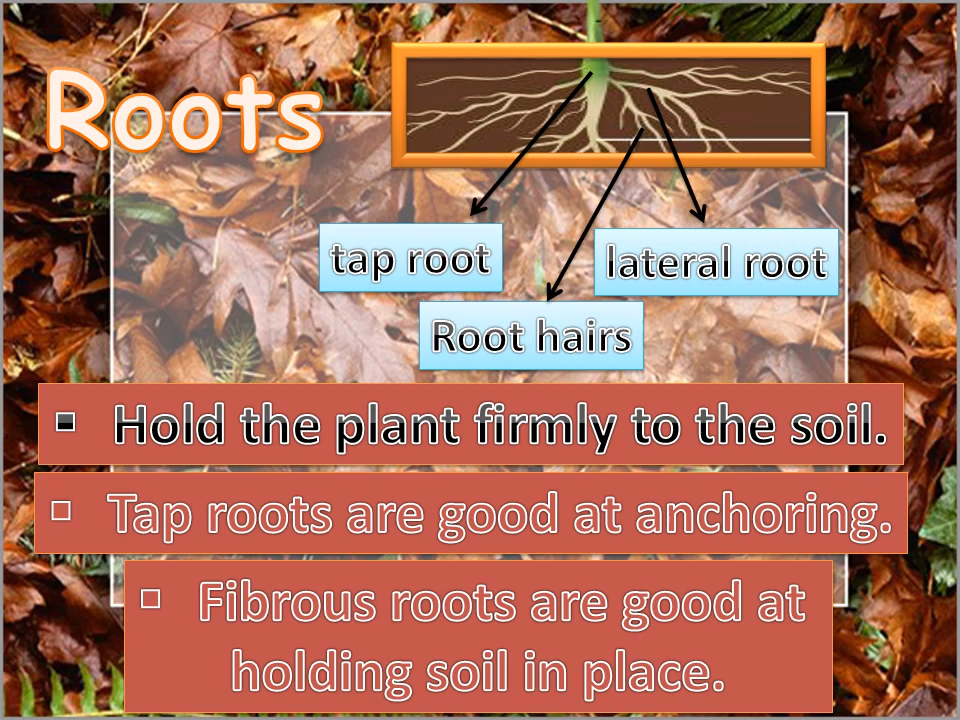 Roots
tap root
lateral root
Root hairs
▪ Hold the plant firmly to the soil.
▫ Tap roots are good at anchoring.
▫ Fibrous roots are good at
holding soil in place.